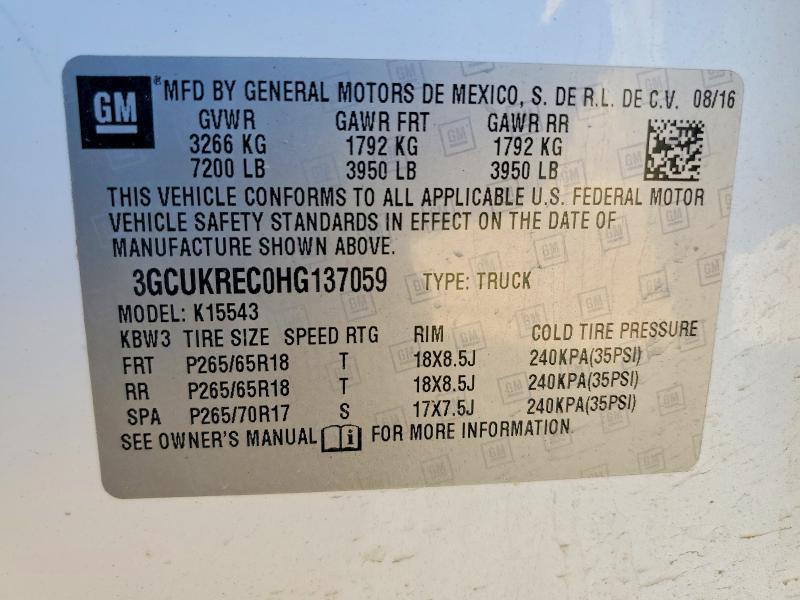 GM ® MFD BY GENERAL MOTORS DE MEXICO, S. DE R.L. DE C.V. 08/16
GVWR GAWR FRT GAWR RR
3266 KG 1792 KG 1792 KG
7200 LB 3950 LB 3950 LB
THIS VEHICLE CONFORMS TO ALL APPLICABLE U.S. FEDERAL MOTOR
VEHICLE SAFETY STANDARDS IN EFFECT ON THE DATE OF
MANUFACTURE SHOWN ABOVE.
3GCUKREC0HG137059 TYPE: TRUCK
MODEL: K15543
KBW3 TIRE SIZE SPEED RTG RIM COLD TIRE PRESSURE
FRT P265/65R18 T 18X8.5J 240KPA(35PSI)
RR P265/65R18 T 18X8.5J 240KPA(35PSI)
SPA P265/70R17 S 17X7.5J 240KPA(35PSI)
SEE OWNER'S MANUAL FOR MORE INFORMATION.